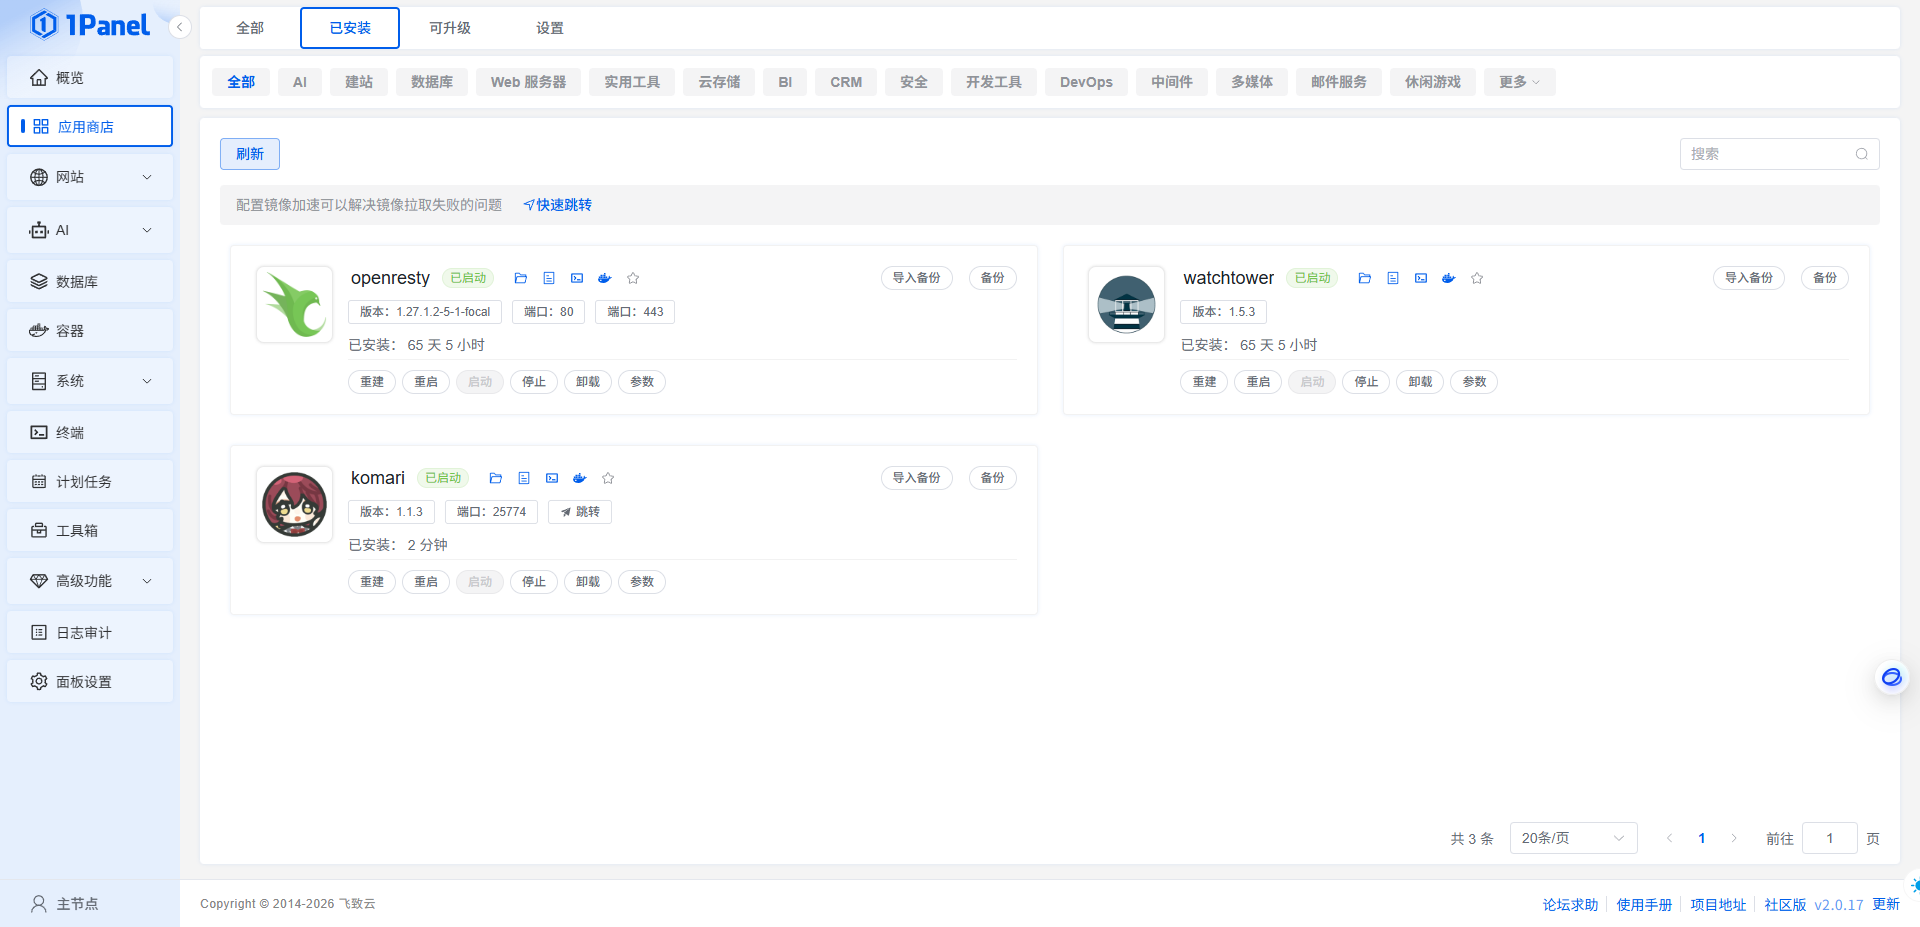 1Panel
概览
应用商店
网站
AI
数据库
容器
系统
终端
计划任务
工具箱
高级功能
日志审计
面板设置
主节点
全部 已安装 可升级 设置
全部 AI 建站 数据库 Web 服务器 实用工具 云存储 BI CRM 安全 开发工具 DevOps 中间件 多媒体 邮件服务 休闲游戏 更多
刷新 搜索
配置镜像加速可以解决镜像拉取失败的问题 快速跳转
openresty 已启动 导入备份 备份
版本：1.27.1.2-5-1-focal 端口：80 端口：443
已安装： 65 天 5 小时
重建 重启 启动 停止 卸载 参数
watchtower 已启动 导入备份 备份
版本：1.5.3
已安装： 65 天 5 小时
重建 重启 启动 停止 卸载 参数
komari 已启动 导入备份 备份
版本：1.1.3 端口：25774 跳转
已安装： 2 分钟
重建 重启 启动 停止 卸载 参数
共 3 条 20条/页 1 前往 1 页
Copyright © 2014-2026 飞致云 论坛求助 使用手册 项目地址 社区版 v2.0.17 更新